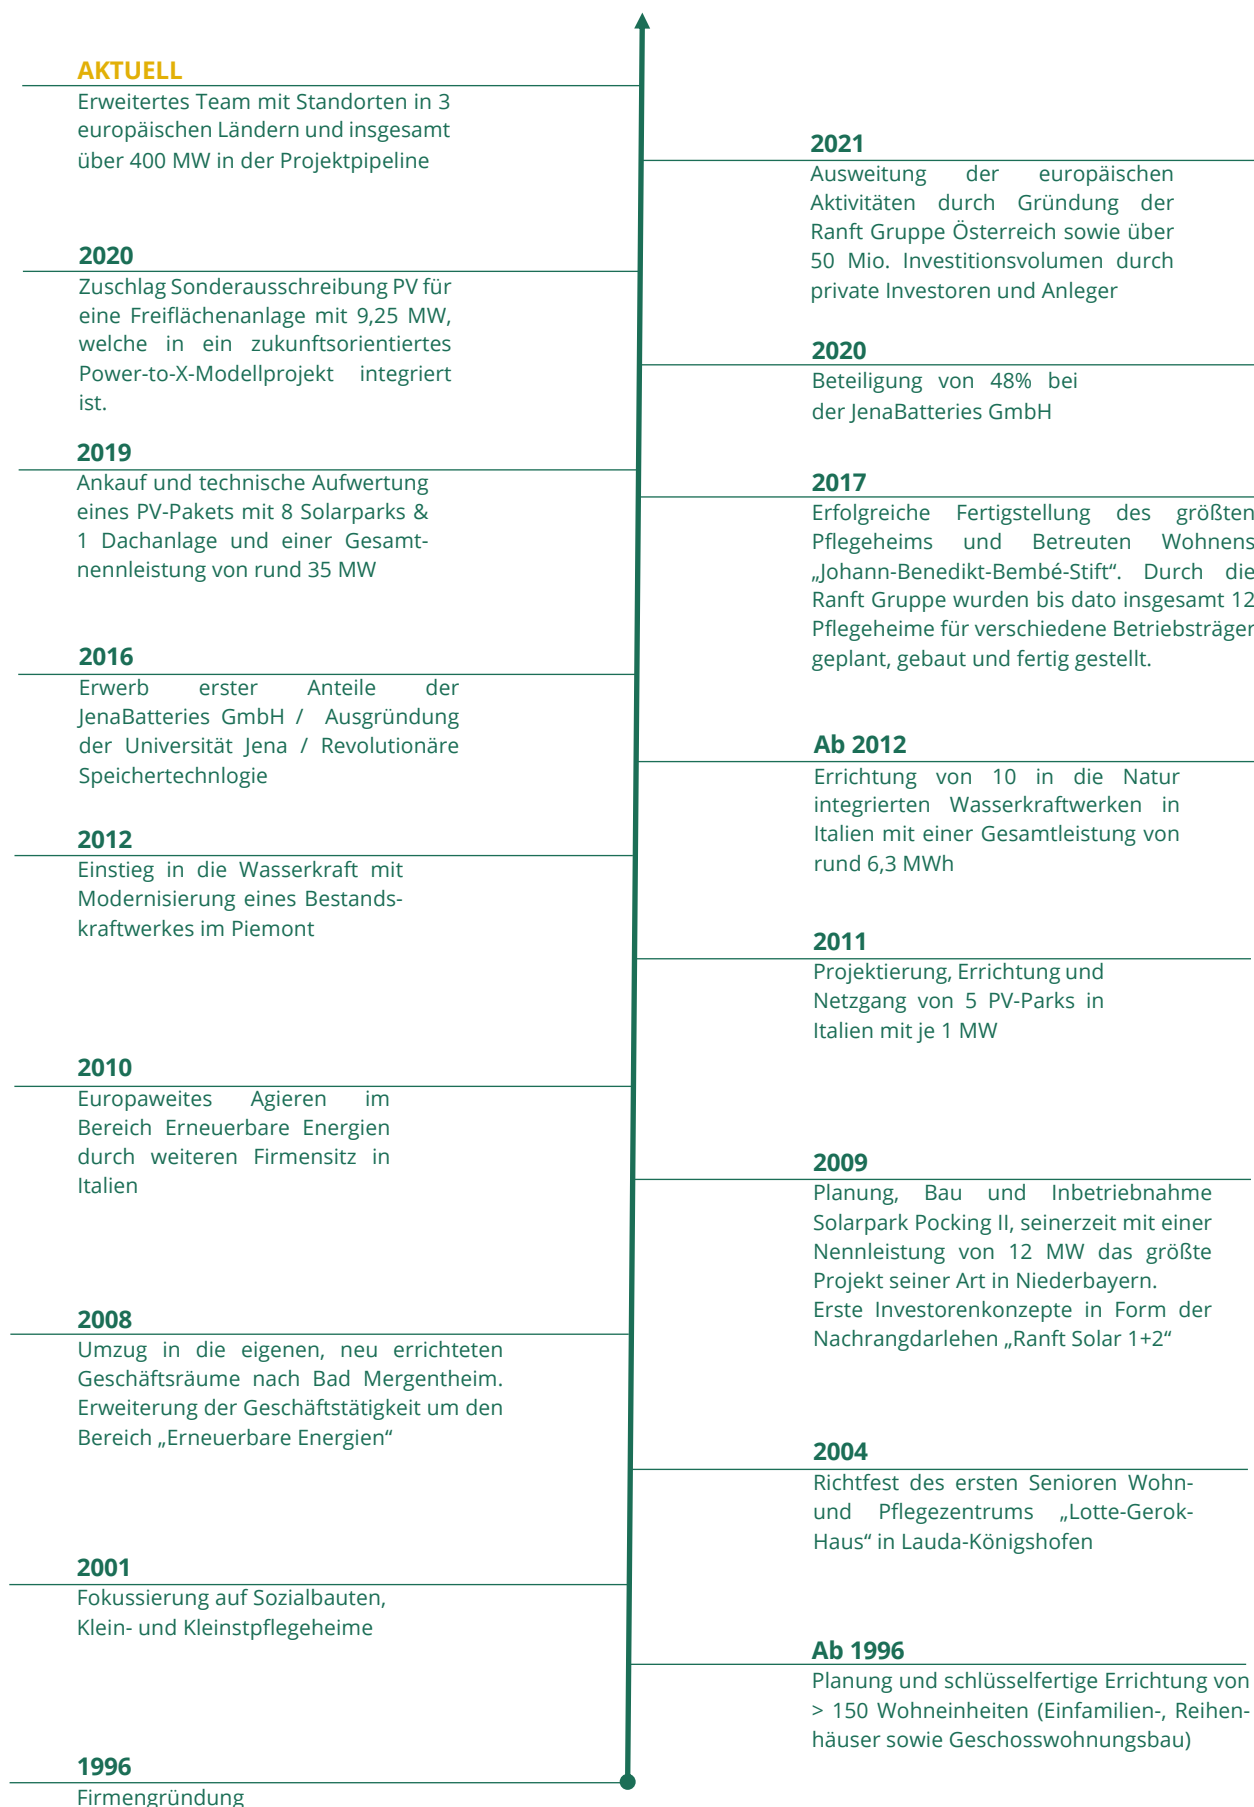 AKTUELL
Erweitertes Team mit Standorten in 3
europäischen Ländern und insgesamt
über 400 MW in der Projektpipeline
2021
Ausweitung der europäischen
Aktivitäten durch Gründung der
Ranft Gruppe Österreich sowie über
50 Mio. Investitionsvolumen durch
private Investoren und Anleger
2020
Zuschlag Sonderausschreibung PV für
eine Freiflächenanlage mit 9,25 MW,
welche in ein zukunftsorientiertes
Power-to-X-Modellprojekt integriert
ist.
2020
Beteiligung von 48% bei
der JenaBatteries GmbH
2019
Ankauf und technische Aufwertung
eines PV-Pakets mit 8 Solarparks &
1 Dachanlage und einer Gesamt-
nennleistung von rund 35 MW
2017
Erfolgreiche Fertigstellung des größten
Pflegeheims und Betreuten Wohnens
„Johann-Benedikt-Bembé-Stift“. Durch die
Ranft Gruppe wurden bis dato insgesamt 12
Pflegeheime für verschiedene Betriebsträger
geplant, gebaut und fertig gestellt.
2016
Erwerb erster Anteile der
JenaBatteries GmbH / Ausgründung
der Universität Jena / Revolutionäre
Speichertechnlogie
Ab 2012
Errichtung von 10 in die Natur
integrierten Wasserkraftwerken in
Italien mit einer Gesamtleistung von
rund 6,3 MWh
2012
Einstieg in die Wasserkraft mit
Modernisierung eines Bestands-
kraftwerkes im Piemont
2011
Projektierung, Errichtung und
Netzgang von 5 PV-Parks in
Italien mit je 1 MW
2010
Europaweites Agieren im
Bereich Erneuerbare Energien
durch weiteren Firmensitz in
Italien
2009
Planung, Bau und Inbetriebnahme
Solarpark Pocking II, seinerzeit mit einer
Nennleistung von 12 MW das größte
Projekt seiner Art in Niederbayern.
Erste Investorenkonzepte in Form der
Nachrangdarlehen „Ranft Solar 1+2“
2008
Umzug in die eigenen, neu errichteten
Geschäftsräume nach Bad Mergentheim.
Erweiterung der Geschäftstätigkeit um den
Bereich „Erneuerbare Energien“
2004
Richtfest des ersten Senioren Wohn-
und Pflegezentrums „Lotte-Gerok-
Haus“ in Lauda-Königshofen
2001
Fokussierung auf Sozialbauten,
Klein- und Kleinstpflegeheime
Ab 1996
Planung und schlüsselfertige Errichtung von
> 150 Wohneinheiten (Einfamilien-, Reihen-
häuser sowie Geschosswohnungsbau)
1996
Firmengründung